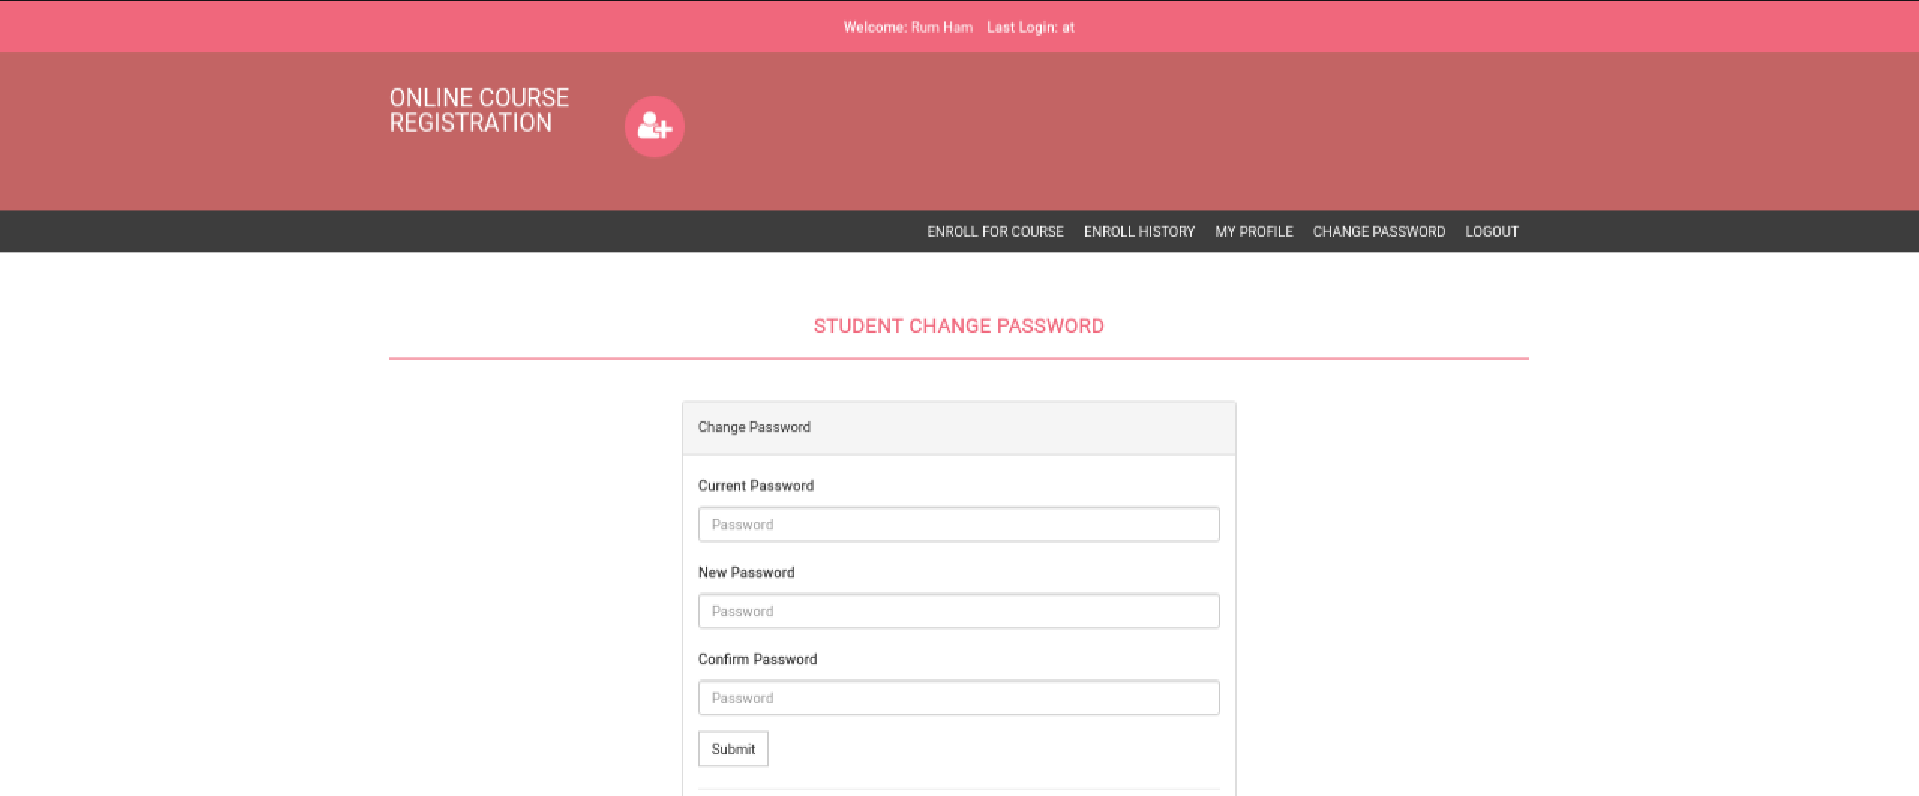 Welcome: Rum Ham Last Login: at
ONLINE COURSE
REGISTRATION
ENROLL FOR COURSE ENROLL HISTORY MY PROFILE CHANGE PASSWORD LOGOUT
STUDENT CHANGE PASSWORD
Change Password
Current Password
Password
New Password
Password
Confirm Password
Password
Submit